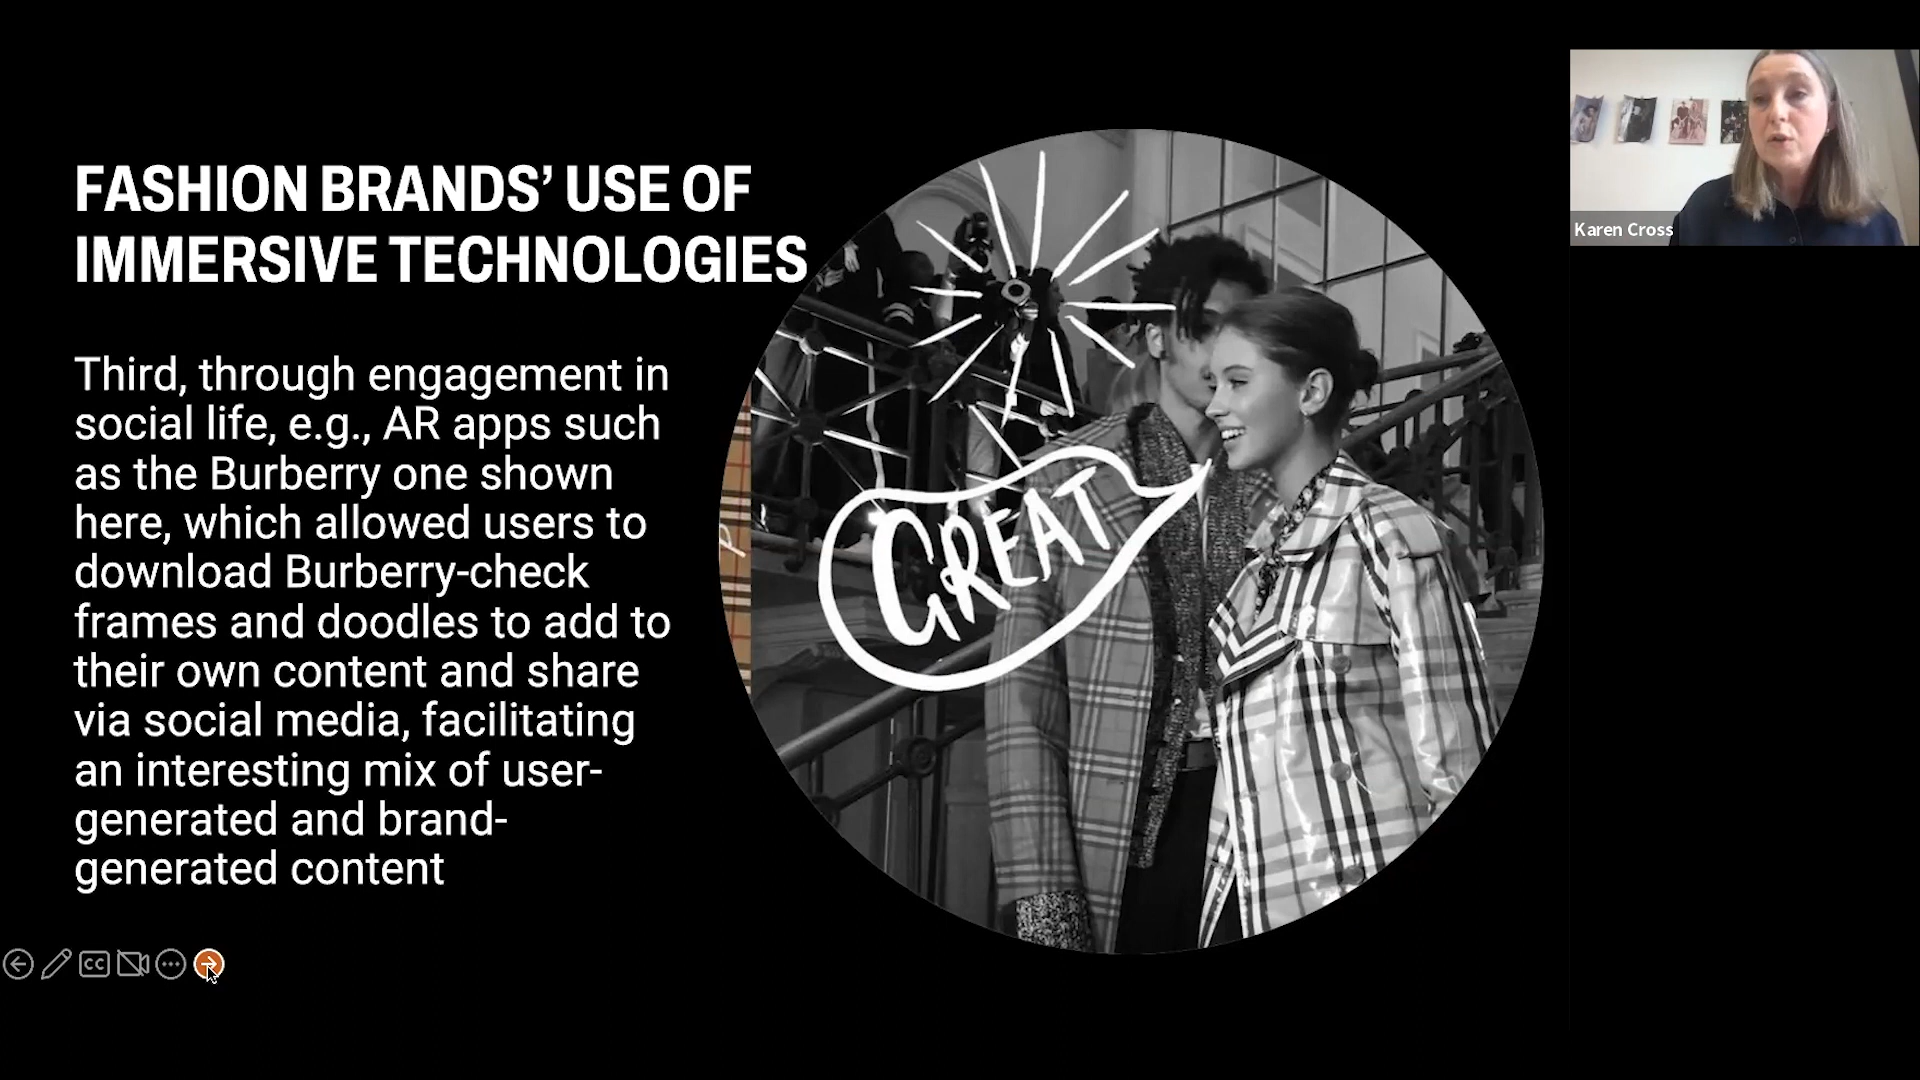 FASHION BRANDS’ USE OF
IMMERSIVE TECHNOLOGIES
Third, through engagement in
social life, e.g., AR apps such
as the Burberry one shown
here, which allowed users to
download Burberry-check
frames and doodles to add to
their own content and share
via social media, facilitating
an interesting mix of user-
generated and brand-
generated content
GREAT
Karen Cross
CC